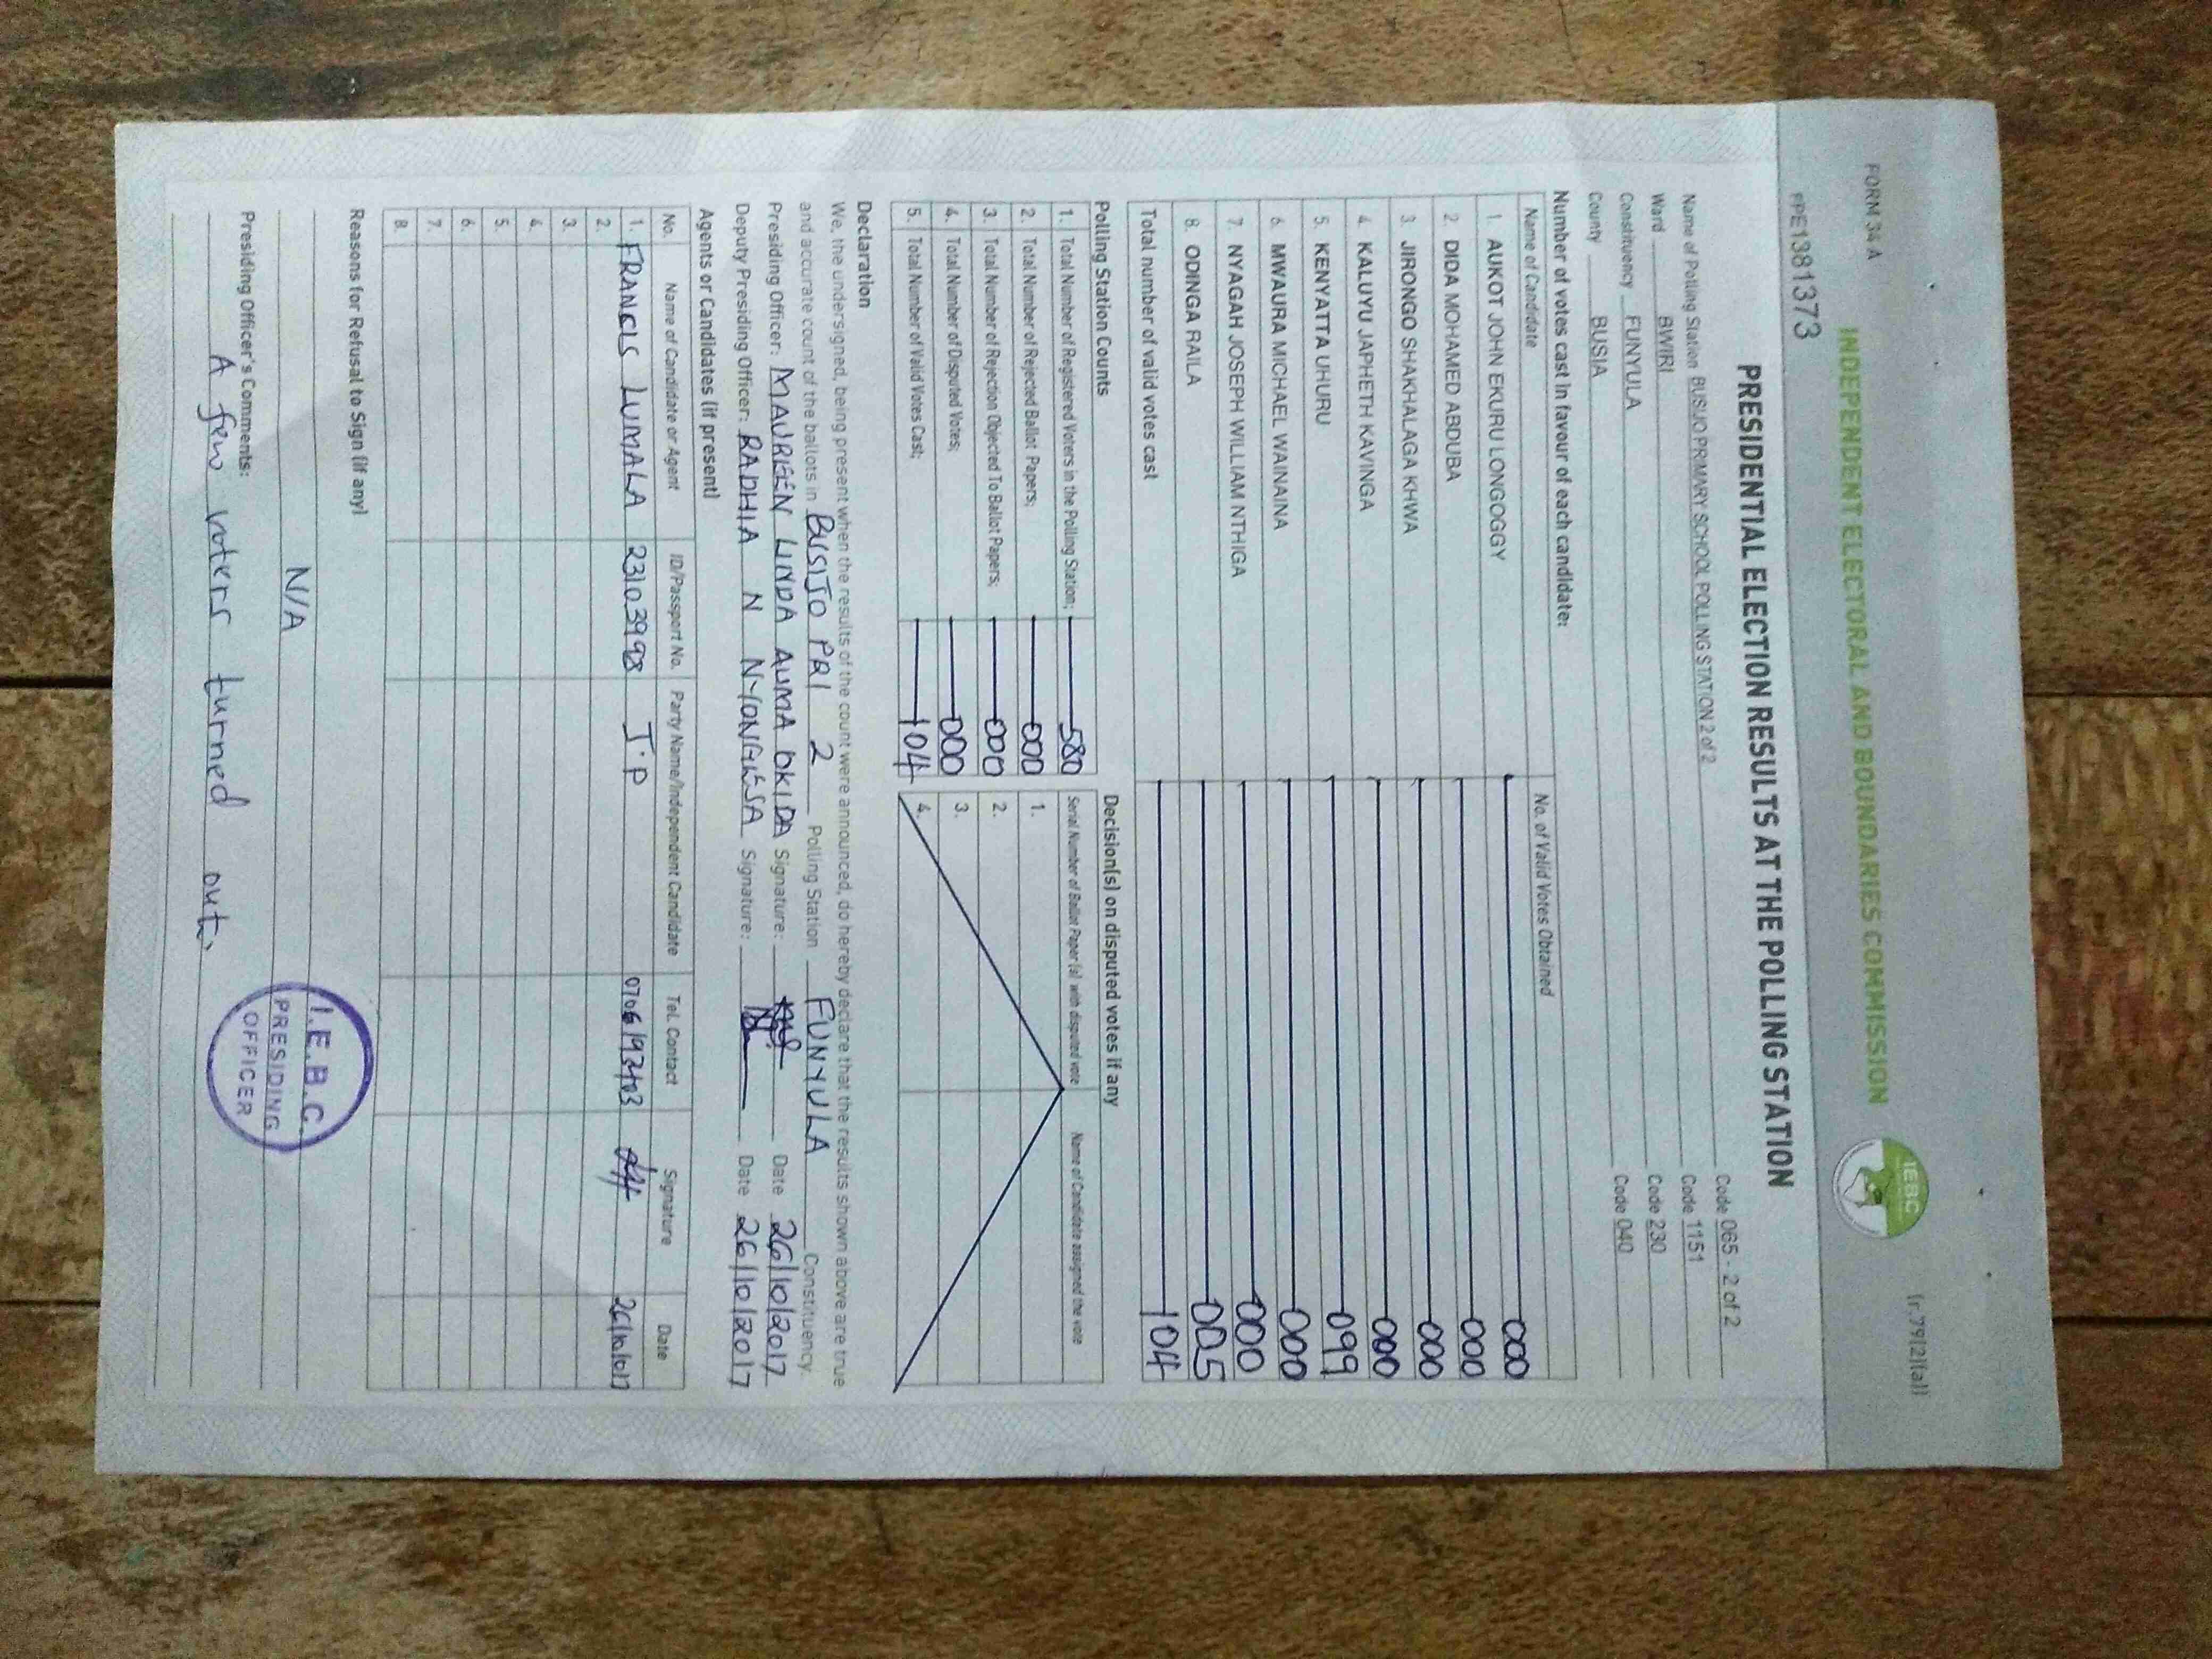 FORM 34 A
INDEPENDENT ELECTORAL AND BOUNDARIES COMMISSION
IEBC
(r.79(2)(a))
PRE1381373
PRESIDENTIAL ELECTION RESULTS AT THE POLLING STATION
Name of Polling Station BUSIJO PRIMARY SCHOOL POLLING STATION 2 of 2 Code 065 - 2 of 2
Ward BWIRI Code 1151
Constituency FUNYULA Code 230
County BUSIA Code 040
Number of votes cast in favour of each candidate:
Name of Candidate No. of Valid Votes Obtained
1. AUKOT JOHN EKURU LONGOGGY 000
2. DIDA MOHAMED ABDUBA 000
3. JIRONGO SHAKHALAGA KHWA 000
4. KALUYU JAPHETH KAVINGA 000
5. KENYATTA UHURU 099
6. MWAURA MICHAEL WAINAINA 000
7. NYAGAH JOSEPH WILLIAM NTHIGA 000
8. ODINGA RAILA 005
Total number of valid votes cast 104
Polling Station Counts
1. Total Number of Registered Voters in the Polling Station; 580
2. Total Number of Rejected Ballot Papers; 000
3. Total Number of Rejection Objected To Ballot Papers; 000
4. Total Number of Disputed Votes; 000
5. Total Number of Valid Votes Cast; 104
Decision(s) on disputed votes if any
Serial Number of Ballot Paper (s) with disputed vote Name of Candidate assigned the vote
1.
2.
3.
4.
Declaration
We, the undersigned, being present when the results of the count were announced, do hereby declare that the results shown above are true
and accurate count of the ballots in BUSIJO PRI 2 Polling Station FUNYULA Constituency.
Presiding Officer: MAUREEN LINDA AUMA OKIDA Signature: Date 26/10/2017
Deputy Presiding Officer: RADHIA N NYONGESA Signature: Date 26/10/2017
Agents or Candidates (if present)
No. Name of Candidate or Agent ID/Passport No. Party Name/Independent Candidate Tel. Contact Signature Date
1. FRANCIS LUMALA 23103998 J.P
2.
3.
4.
5.
6.
7.
8.
Reasons for Refusal to Sign (if any)
N/A
Presiding Officer's Comments:
A few voters turned out.
I.E.B.C.
PRESIDING
OFFICER